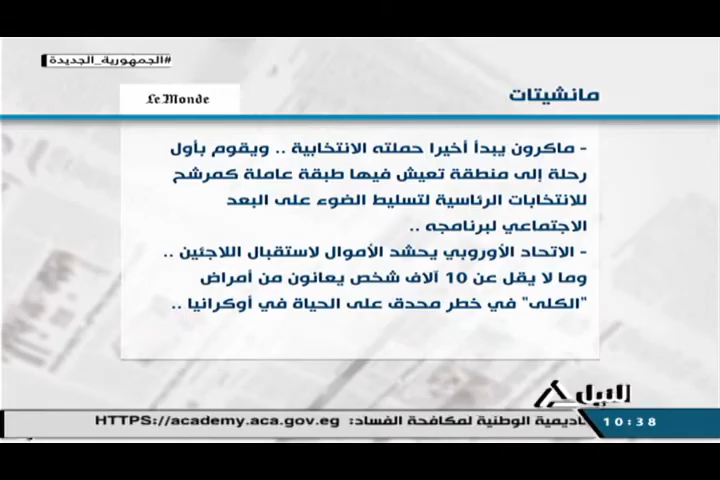 #الجمهورية_الجديدة
مانشيتات
Le Monde
- ماكرون يبدأ أخيرا حملته الانتخابية .. ويقوم بأول
رحلة إلى منطقة تعيش فيها طبقة عاملة كمرشح
للانتخابات الرئاسية لتسليط الضوء على البعد
الاجتماعي لبرنامجه ..
- الاتحاد الأوروبي يحشد الأموال لاستقبال اللاجئين ..
وما لا يقل عن 10 آلاف شخص يعانون من أمراض
"الكلى" في خطر محدق على الحياة في أوكرانيا ..
النيل
10:38
اديمية الوطنية لمكافحة الفساد: HTTPS://academy.aca.gov.eg